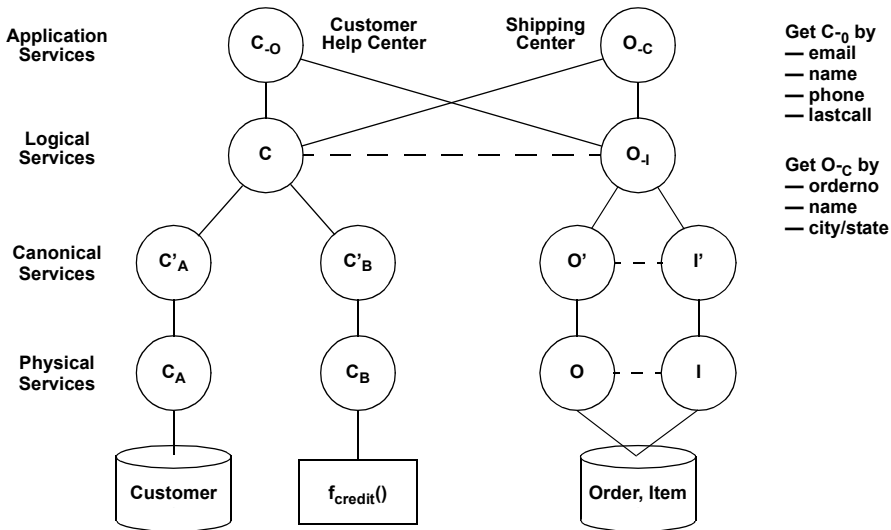 Application
Services
C-O
Customer
Help Center
Shipping
Center
O-C
Get C-0 by
— email
— name
— phone
— lastcall
Logical
Services
C
O-I
Get O-C by
— orderno
— name
— city/state
Canonical
Services
C'A
C'B
O'
I'
Physical
Services
CA
CB
O
I
Customer
fcredit()
Order, Item